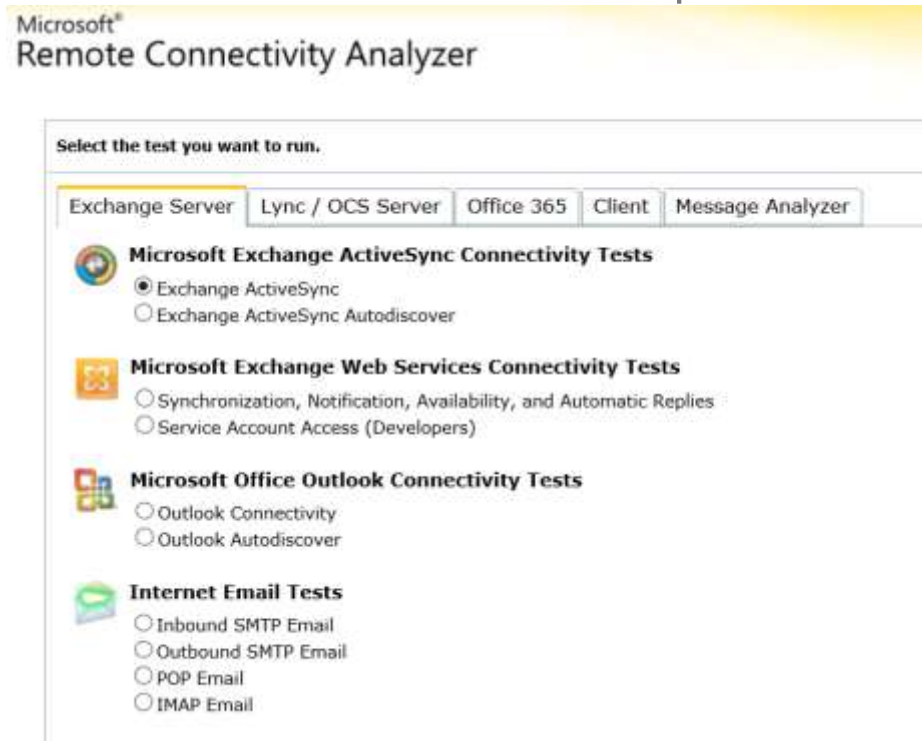 Microsoft®
Remote Connectivity Analyzer
Select the test you want to run.
Exchange Server Lync / OCS Server Office 365 Client Message Analyzer
Microsoft Exchange ActiveSync Connectivity Tests
Exchange ActiveSync
Exchange ActiveSync Autodiscover
Microsoft Exchange Web Services Connectivity Tests
Synchronization, Notification, Availability, and Automatic Replies
Service Account Access (Developers)
Microsoft Office Outlook Connectivity Tests
Outlook Connectivity
Outlook Autodiscover
Internet Email Tests
Inbound SMTP Email
Outbound SMTP Email
POP Email
IMAP Email